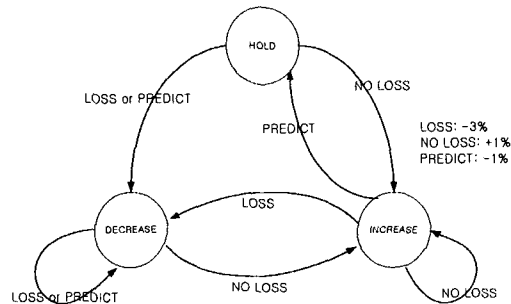 HOLD
LOSS or PREDICT
NO LOSS
PREDICT
LOSS: -3%
NO LOSS: +1%
PREDICT: -1%
LOSS
DECREASE
INCREASE
NO LOSS
LOSS or PREDICT
NO LOSS